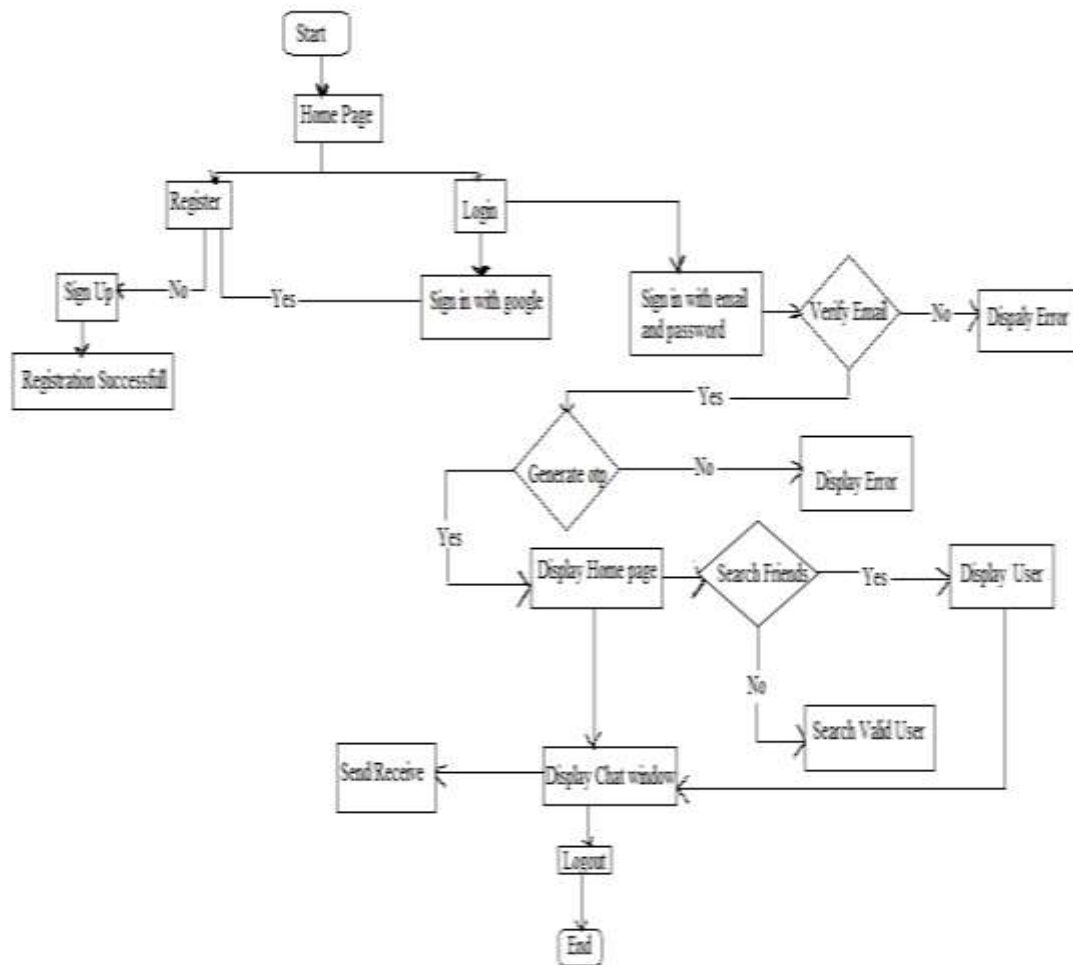 Start
Home Page
Register
Login
Sign Up
No
Yes
Sign in with google
Sign in with email
and password
Verify Email
No
Dispaly Error
Registration Successfull
Yes
Generate otp
No
Display Error
Yes
Display Home page
Search Friends
Yes
Display User
No
Search Valid User
Send Receive
Display Chat window
Logout
End